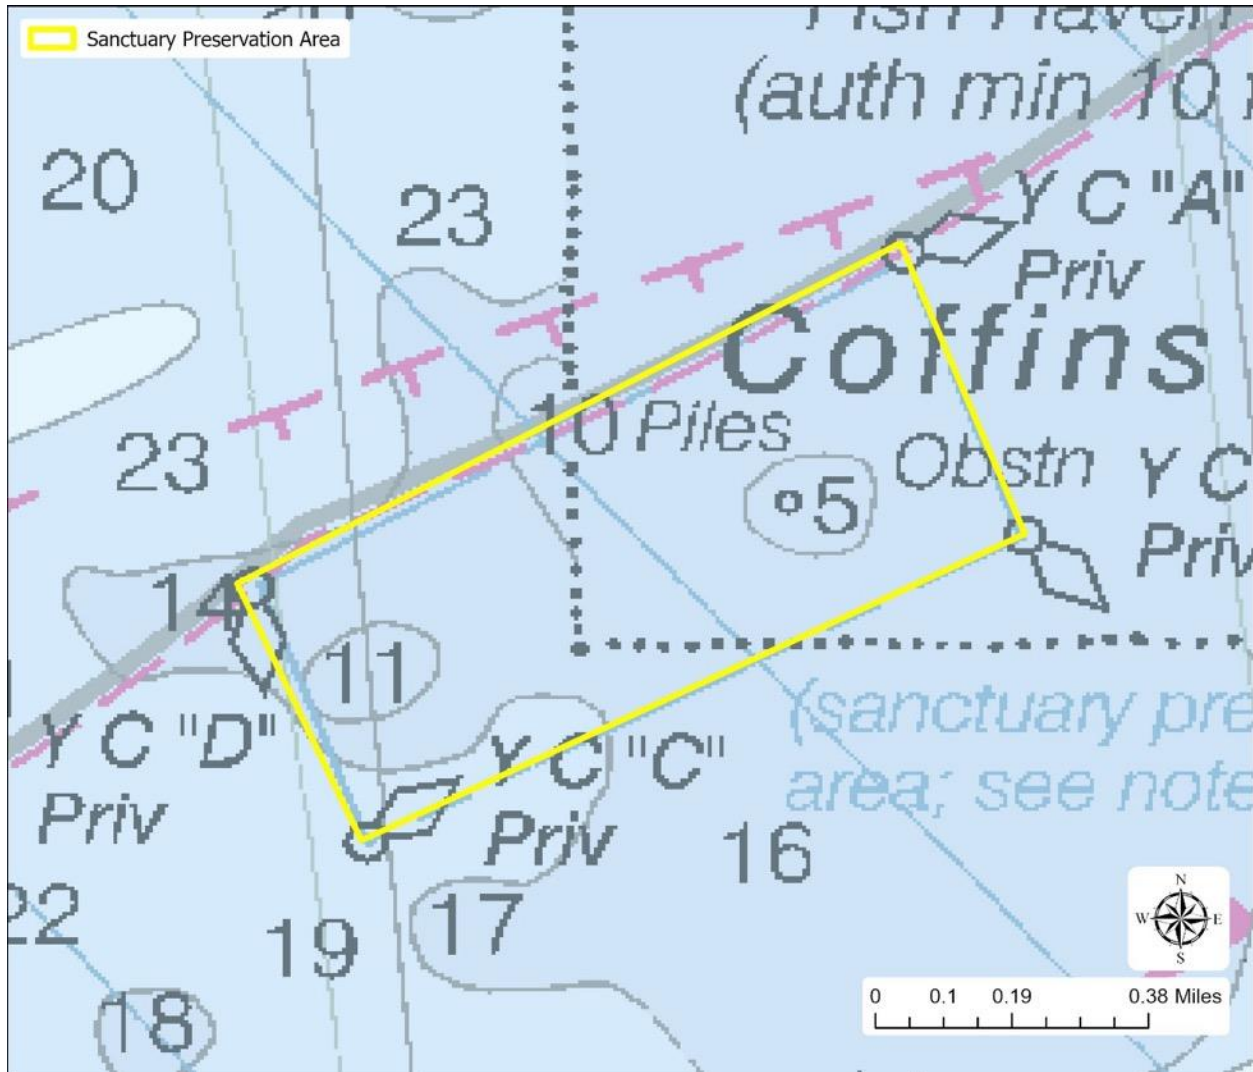 Sanctuary Preservation Area
Fish Haven
(auth min 10
20
23
Y C "A"
Priv
Coffins
23
10 Piles
Obstn
Y C
5
Priv
14
11
(sanctuary pre
area; see note
Y C "D"
Priv
Y C "C"
Priv
16
22
19
17
18
N
W
E
S
0 0.1 0.19 0.38 Miles